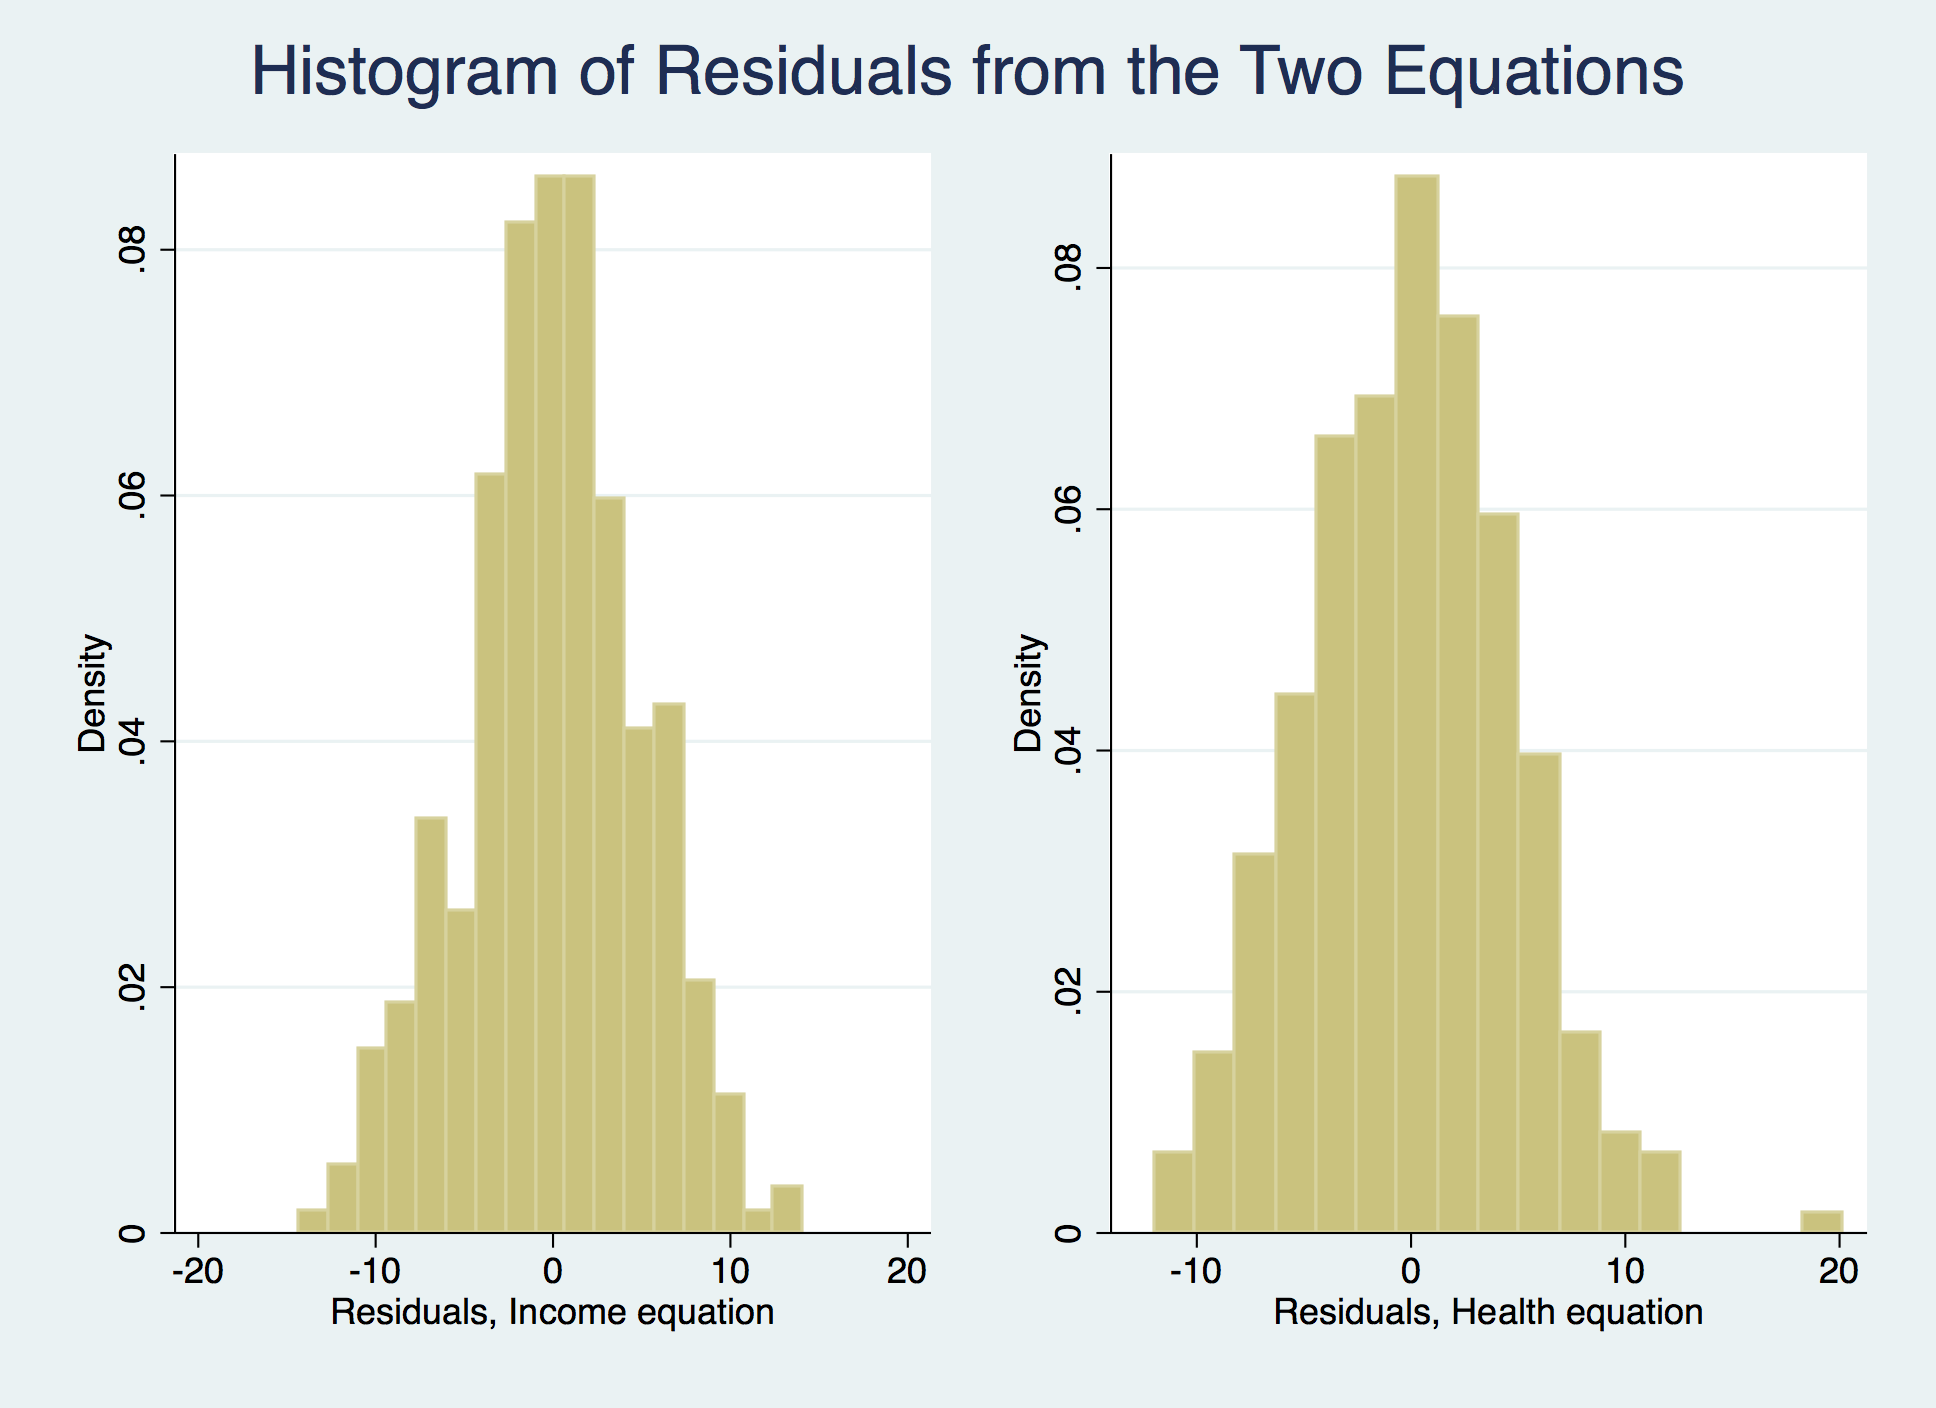 Histogram of Residuals from the Two Equations
Density
.08
.06
.04
.02
0
-20 -10 0 10 20
Residuals, Income equation
Density
.08
.06
.04
.02
0
-10 0 10 20
Residuals, Health equation